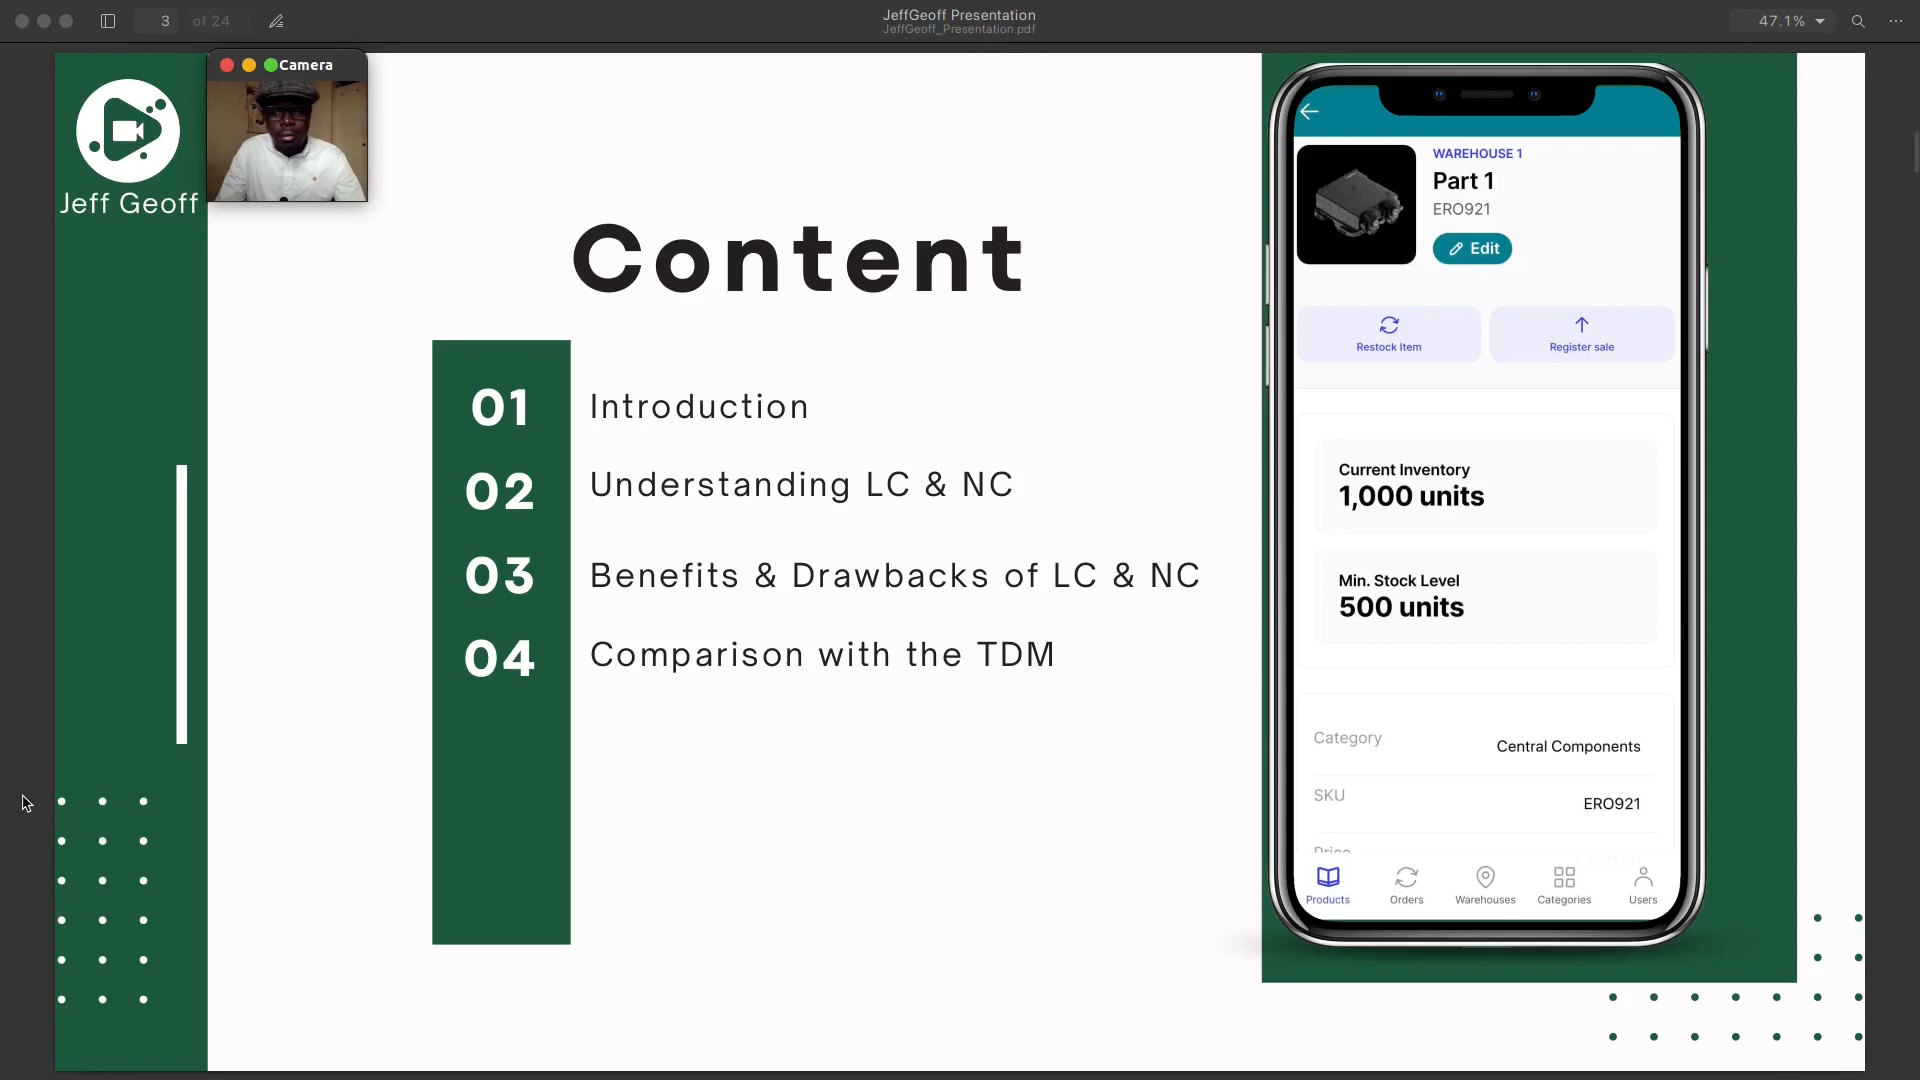 3 of 24
JeffGeoff Presentation
JeffGeoff_Presentation.pdf
47.1%
Camera
Jeff Geoff
Content
01 Introduction
02 Understanding LC & NC
03 Benefits & Drawbacks of LC & NC
04 Comparison with the TDM
WAREHOUSE 1
Part 1
ERO921
Edit
Restock Item
Register sale
Current Inventory
1,000 units
Min. Stock Level
500 units
Category
Central Components
SKU
ERO921
Price
Products
Orders
Warehouses
Categories
Users